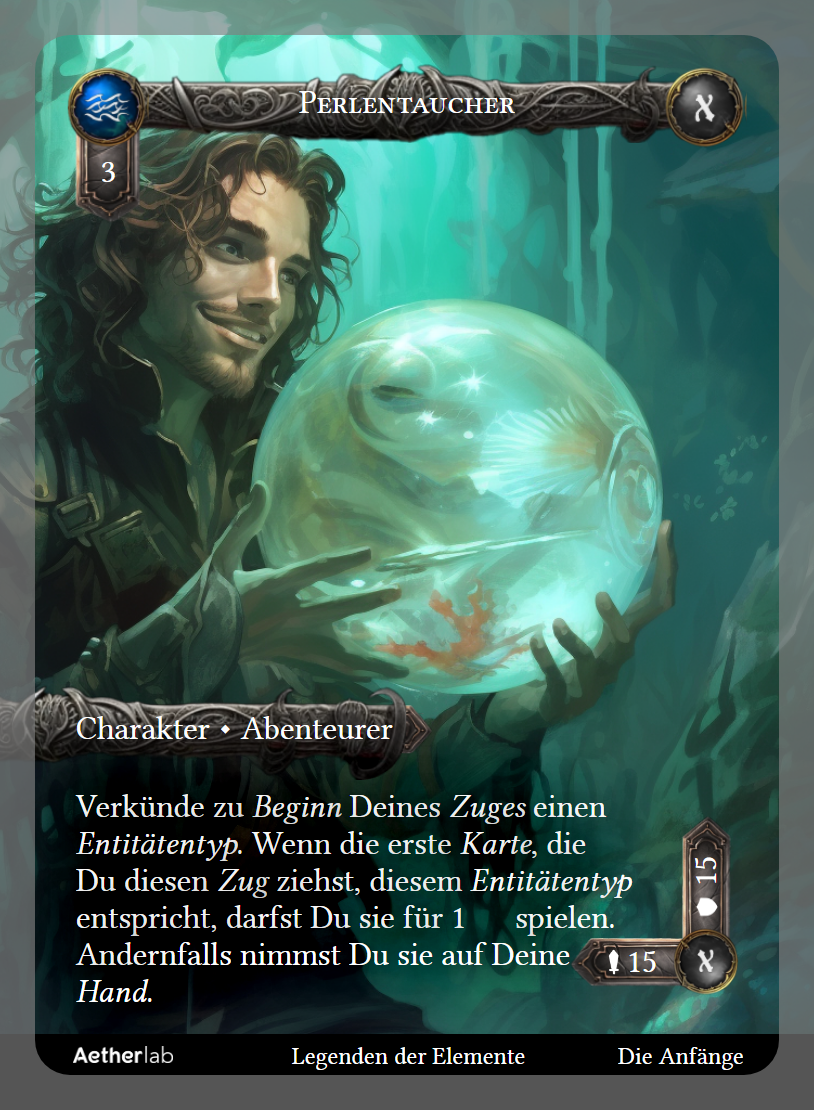 Perlentaucher
3
Charakter • Abenteurer
Verkünde zu Beginn Deines Zuges einen
Entitätentyp. Wenn die erste Karte, die
Du diesen Zug ziehst, diesem Entitätentyp
entspricht, darfst Du sie für 1 spielen.
Andernfalls nimmst Du sie auf Deine
Hand.
15
15
Aetherlab
Legenden der Elemente
Die Anfänge